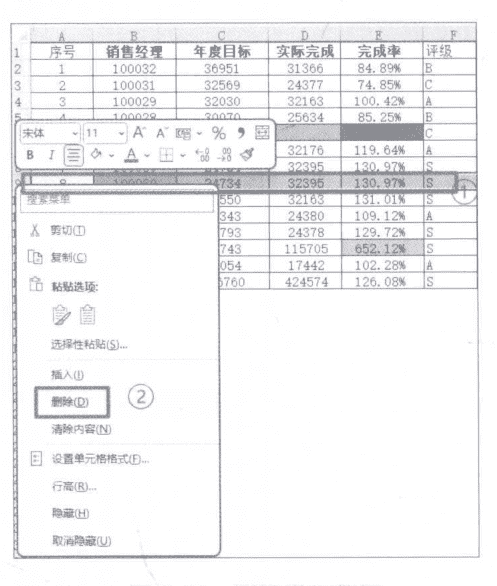 A B C D E F
1 序号 销售经理 年度目标 实际完成 完成率 评级
2 1 100032 36951 31366 84.89% B
3 2 100031 32569 24377 74.85% C
4 3 100029 32030 32163 100.42% A
5 4 100028 30070 25634 85.25% B
宋体 11 A A % , C
B I A 32176 119.64% A
32395 130.97% S
8 24734 32395 130.97% S ①
搜索菜单 550 32163 131.01% S
剪切(T) 343 24380 109.12% A
793 24378 129.72% S
复制(C) 743 115705 652.12% S
粘贴选项: 054 17442 102.28% A
6760 424574 126.08% S
选择性粘贴(S)...
插入(I)
删除(D) ②
清除内容(N)
设置单元格格式(F)...
行高(R)...
隐藏(H)
取消隐藏(U)